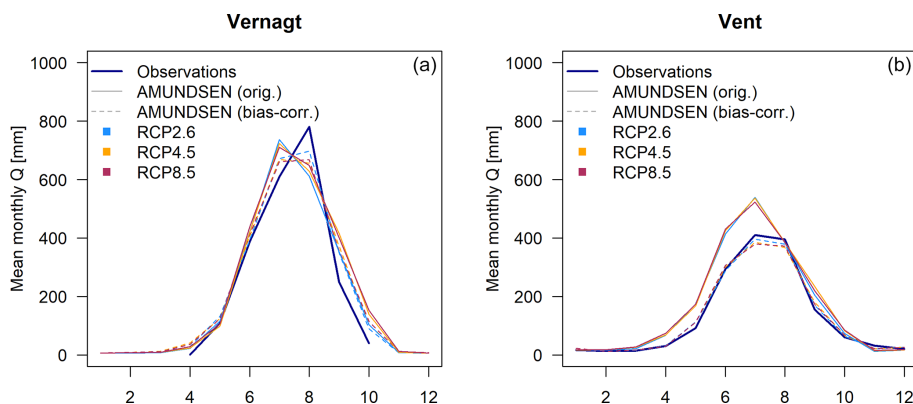 Vernagt
Mean monthly Q [mm]
1000
800
600
400
200
0
(a)
Observations
AMUNDSEN (orig.)
AMUNDSEN (bias-corr.)
RCP2.6
RCP4.5
RCP8.5
2 4 6 8 10 12
Vent
Mean monthly Q [mm]
1000
800
600
400
200
0
(b)
Observations
AMUNDSEN (orig.)
AMUNDSEN (bias-corr.)
RCP2.6
RCP4.5
RCP8.5
2 4 6 8 10 12